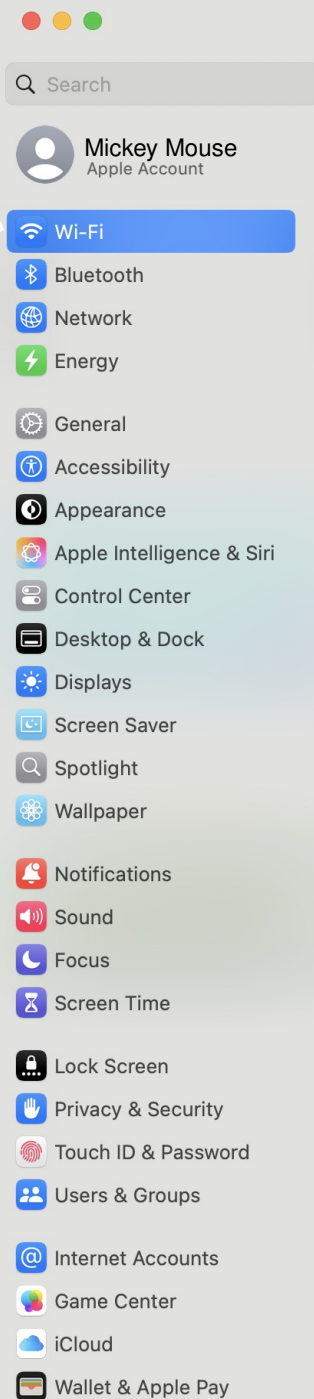 Search
Mickey Mouse
Apple Account
Wi-Fi
Bluetooth
Network
Energy
General
Accessibility
Appearance
Apple Intelligence & Siri
Control Center
Desktop & Dock
Displays
Screen Saver
Spotlight
Wallpaper
Notifications
Sound
Focus
Screen Time
Lock Screen
Privacy & Security
Touch ID & Password
Users & Groups
Internet Accounts
Game Center
iCloud
Wallet & Apple Pay